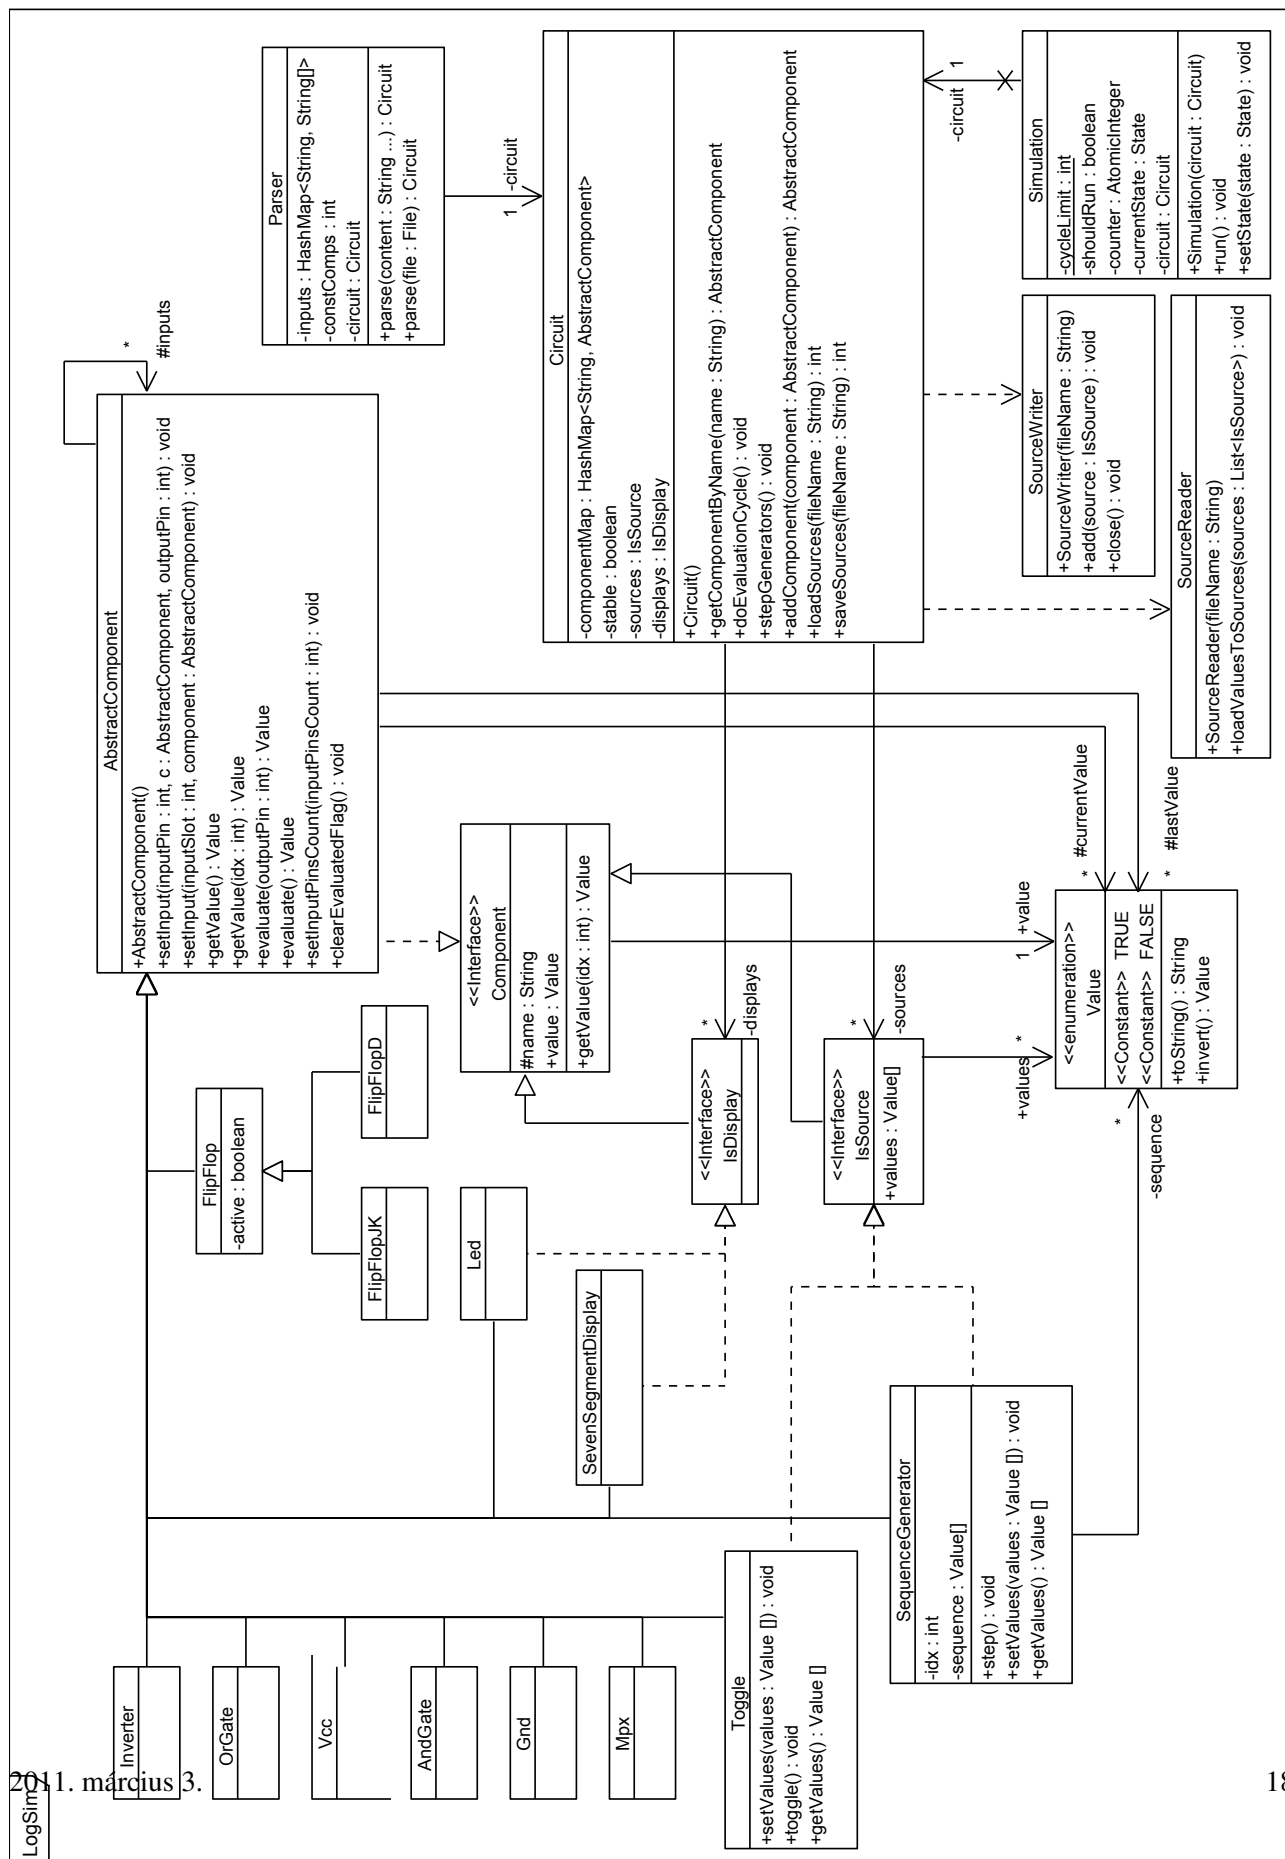 LogSim
Inverter
OrGate
Vcc
AndGate
Gnd
Mpx
Toggle
+setValues(values : Value []) : void
+toggle() : void
+getValues() : Value []
SequenceGenerator
-idx : int
-sequence : Value[]
+step() : void
+setValues(values : Value []) : void
+getValues() : Value []
SevenSegmentDisplay
Led
FlipFlopJK
FlipFlopD
FlipFlop
-active : boolean
AbstractComponent
+AbstractComponent()
+setInput(inputPin : int, c : AbstractComponent, outputPin : int) : void
+setInput(inputSlot : int, component : AbstractComponent) : void
+getValue() : Value
+getValue(idx : int) : Value
+evaluate(outputPin : int) : Value
+evaluate() : Value
+setInputPinsCount(inputPinsCount : int) : void
+clearEvaluatedFlag() : void
*
#inputs
<<Interface>>
Component
#name : String
+value : Value
+getValue(idx : int) : Value
<<Interface>>
IsDisplay
*
-displays
<<Interface>>
IsSource
+values : Value[]
*
-sources
<<enumeration>>
Value
<<Constant>> TRUE
<<Constant>> FALSE
+toString() : String
+invert() : Value
-sequence
*
+values
*
1
+value
*
#currentValue
*
#lastValue
Parser
-inputs : HashMap<String, String[]>
-constComps : int
-circuit : Circuit
+parse(content : String ...) : Circuit
+parse(file : File) : Circuit
1
-circuit
Circuit
-componentMap : HashMap<String, AbstractComponent>
-stable : boolean
-sources : IsSource
-displays : IsDisplay
+Circuit()
+getComponentByName(name : String) : AbstractComponent
+doEvaluationCycle() : void
+stepGenerators() : void
+addComponent(component : AbstractComponent) : AbstractComponent
+loadSources(fileName : String) : int
+saveSources(fileName : String) : int
-circuit
1
Simulation
-cycleLimit : int
-shouldRun : boolean
-counter : AtomicInteger
-currentState : State
-circuit : Circuit
+Simulation(circuit : Circuit)
+run() : void
+setState(state : State) : void
SourceWriter
+SourceWriter(fileName : String)
+add(source : IsSource) : void
+close() : void
SourceReader
+SourceReader(fileName : String)
+loadValuesToSources(sources : List<IsSource>) : void
2011. március 3.
18